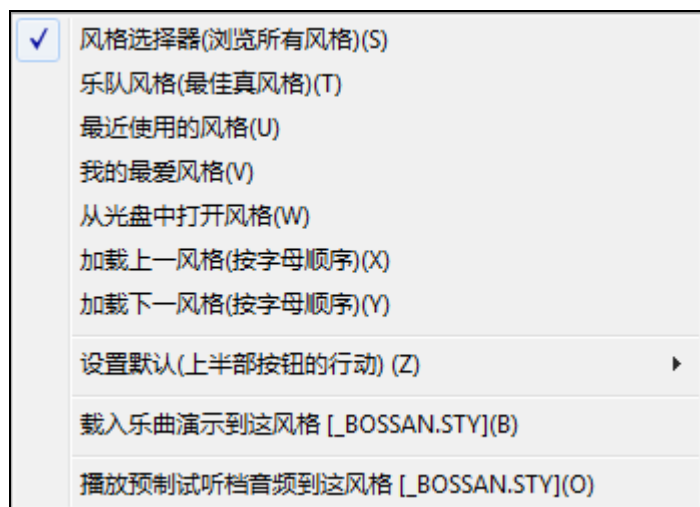 风格选择器(浏览所有风格)(S)
乐队风格(最佳真风格)(T)
最近使用的风格(U)
我的最爱风格(V)
从光盘中打开风格(W)
加载上一风格(按字母顺序)(X)
加载下一风格(按字母顺序)(Y)
设置默认(上半部按钮的行动) (Z)
载入乐曲演示到这风格 [_BOSSAN.STY](B)
播放预制试听档音频到这风格 [_BOSSAN.STY](O)